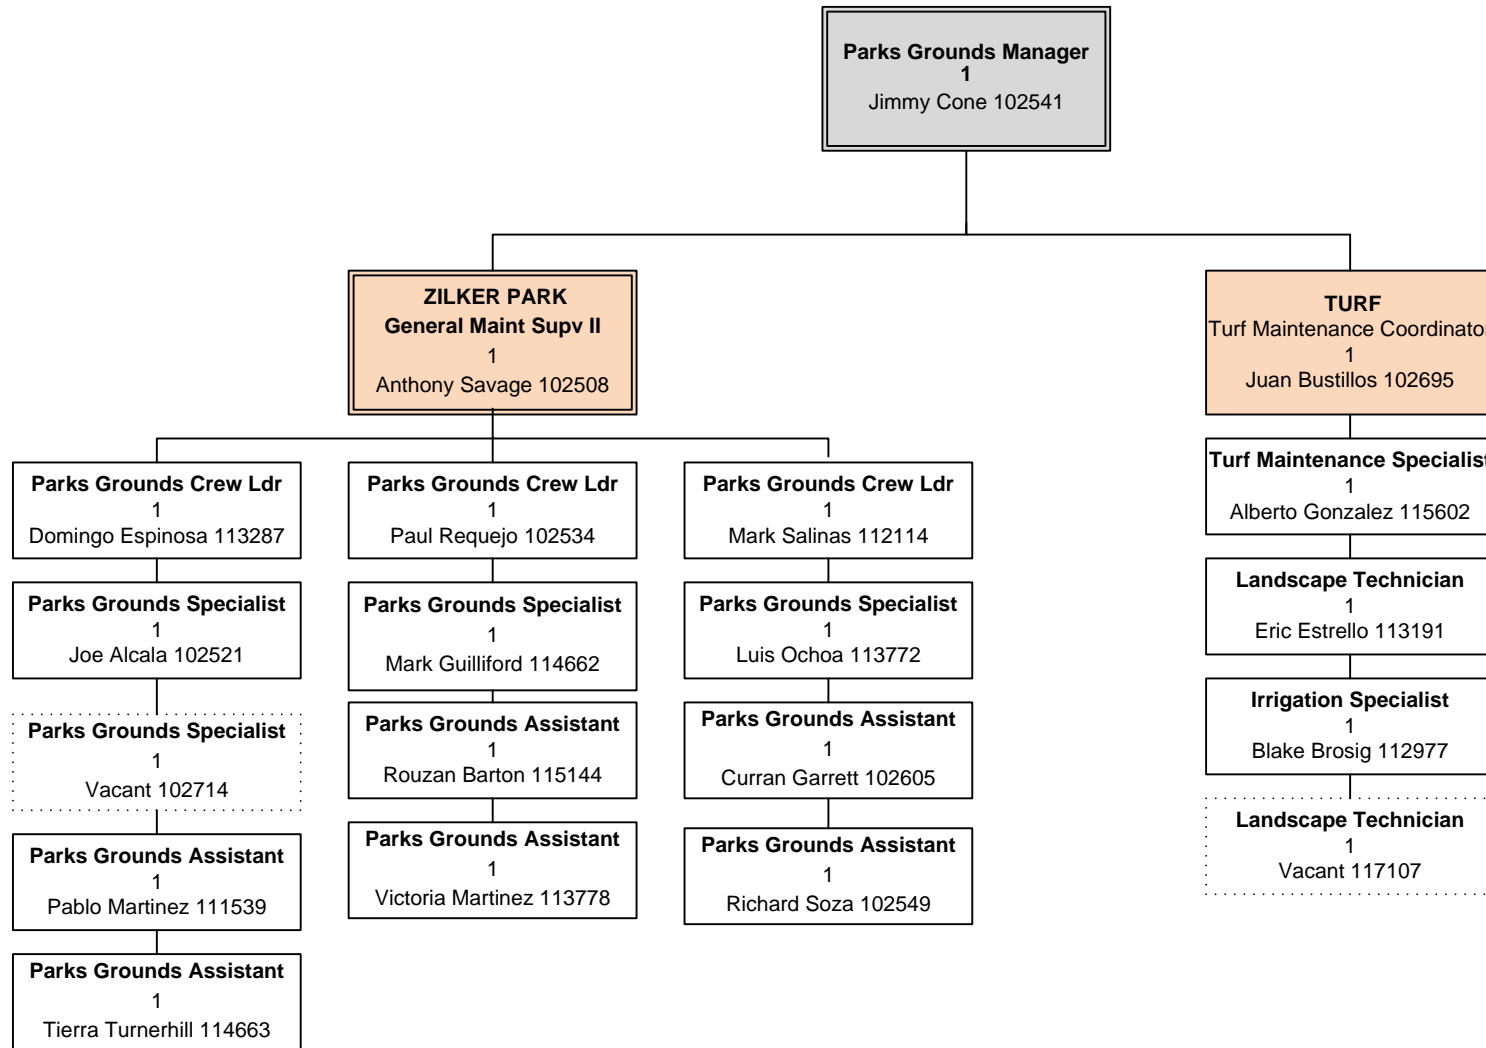 Parks Grounds Manager
1
Jimmy Cone 102541
ZILKER PARK
General Maint Supv II
1
Anthony Savage 102508
TURF
Turf Maintenance Coordinator
1
Juan Bustillos 102695
Parks Grounds Crew Ldr
1
Domingo Espinosa 113287
Parks Grounds Specialist
1
Joe Alcala 102521
Parks Grounds Specialist
1
Vacant 102714
Parks Grounds Assistant
1
Pablo Martinez 111539
Parks Grounds Assistant
1
Tierra Turnerhill 114663
Parks Grounds Crew Ldr
1
Paul Requejo 102534
Parks Grounds Specialist
1
Mark Guilliford 114662
Parks Grounds Assistant
1
Rouzan Barton 115144
Parks Grounds Assistant
1
Victoria Martinez 113778
Parks Grounds Crew Ldr
1
Mark Salinas 112114
Parks Grounds Specialist
1
Luis Ochoa 113772
Parks Grounds Assistant
1
Curran Garrett 102605
Parks Grounds Assistant
1
Richard Soza 102549
Turf Maintenance Specialist
1
Alberto Gonzalez 115602
Landscape Technician
1
Eric Estrello 113191
Irrigation Specialist
1
Blake Brosig 112977
Landscape Technician
1
Vacant 117107